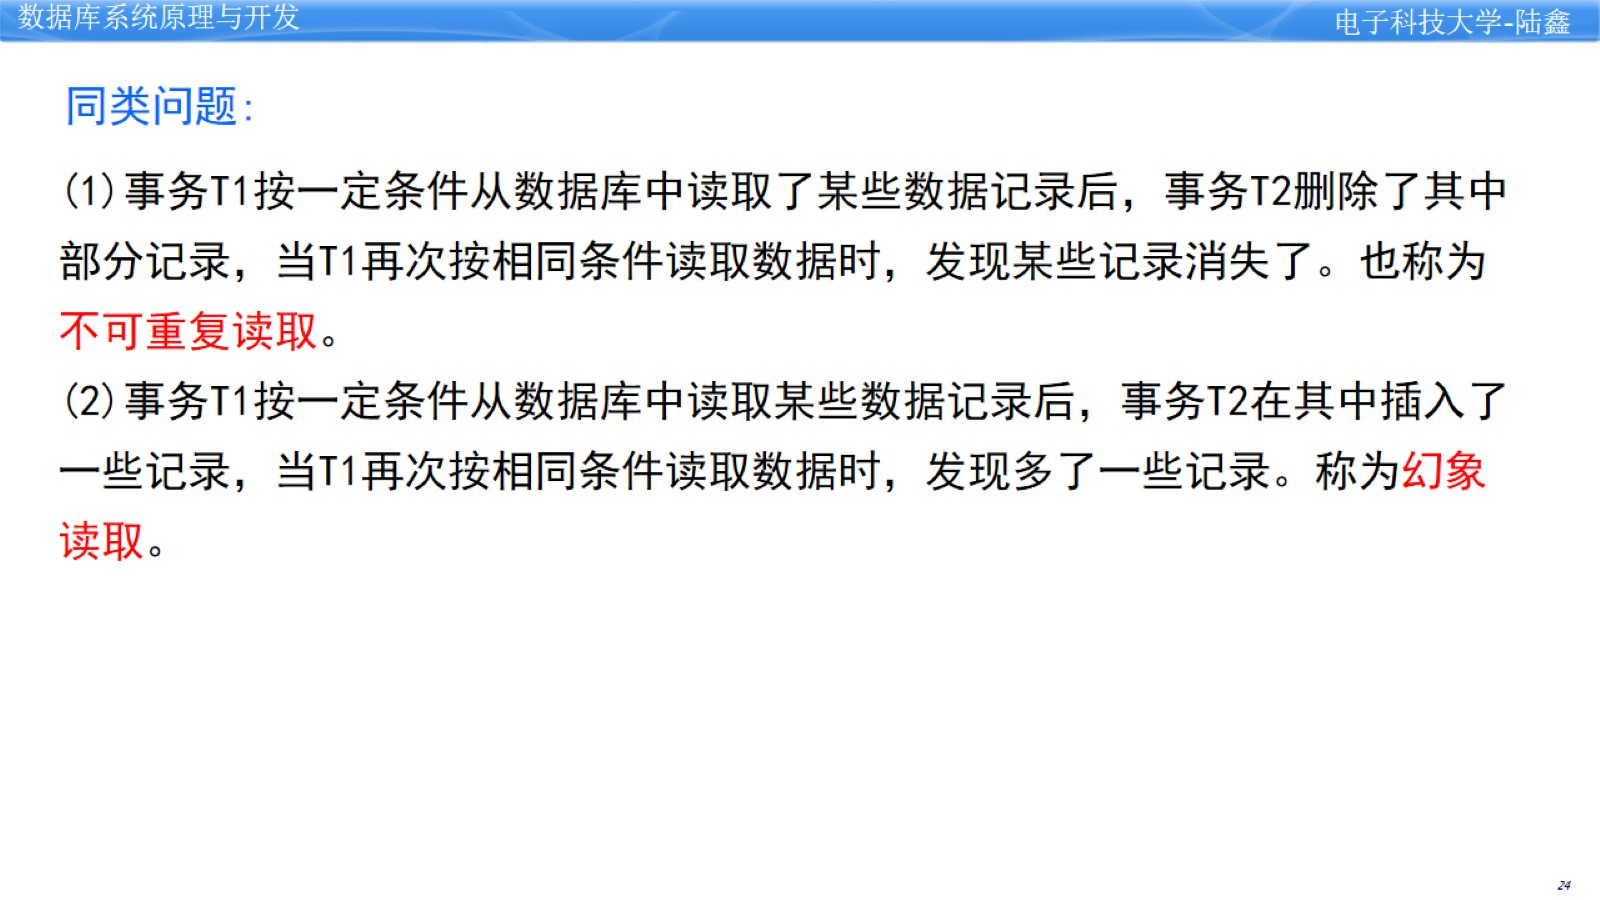 数据库系统原理与开发
电子科技大学-陆鑫
同类问题:
(1)事务T1按一定条件从数据库中读取了某些数据记录后，事务T2删除了其中
部分记录，当T1再次按相同条件读取数据时，发现某些记录消失了。也称为
不可重复读取。
(2)事务T1按一定条件从数据库中读取某些数据记录后，事务T2在其中插入了
一些记录，当T1再次按相同条件读取数据时，发现多了一些记录。称为幻象
读取。
24